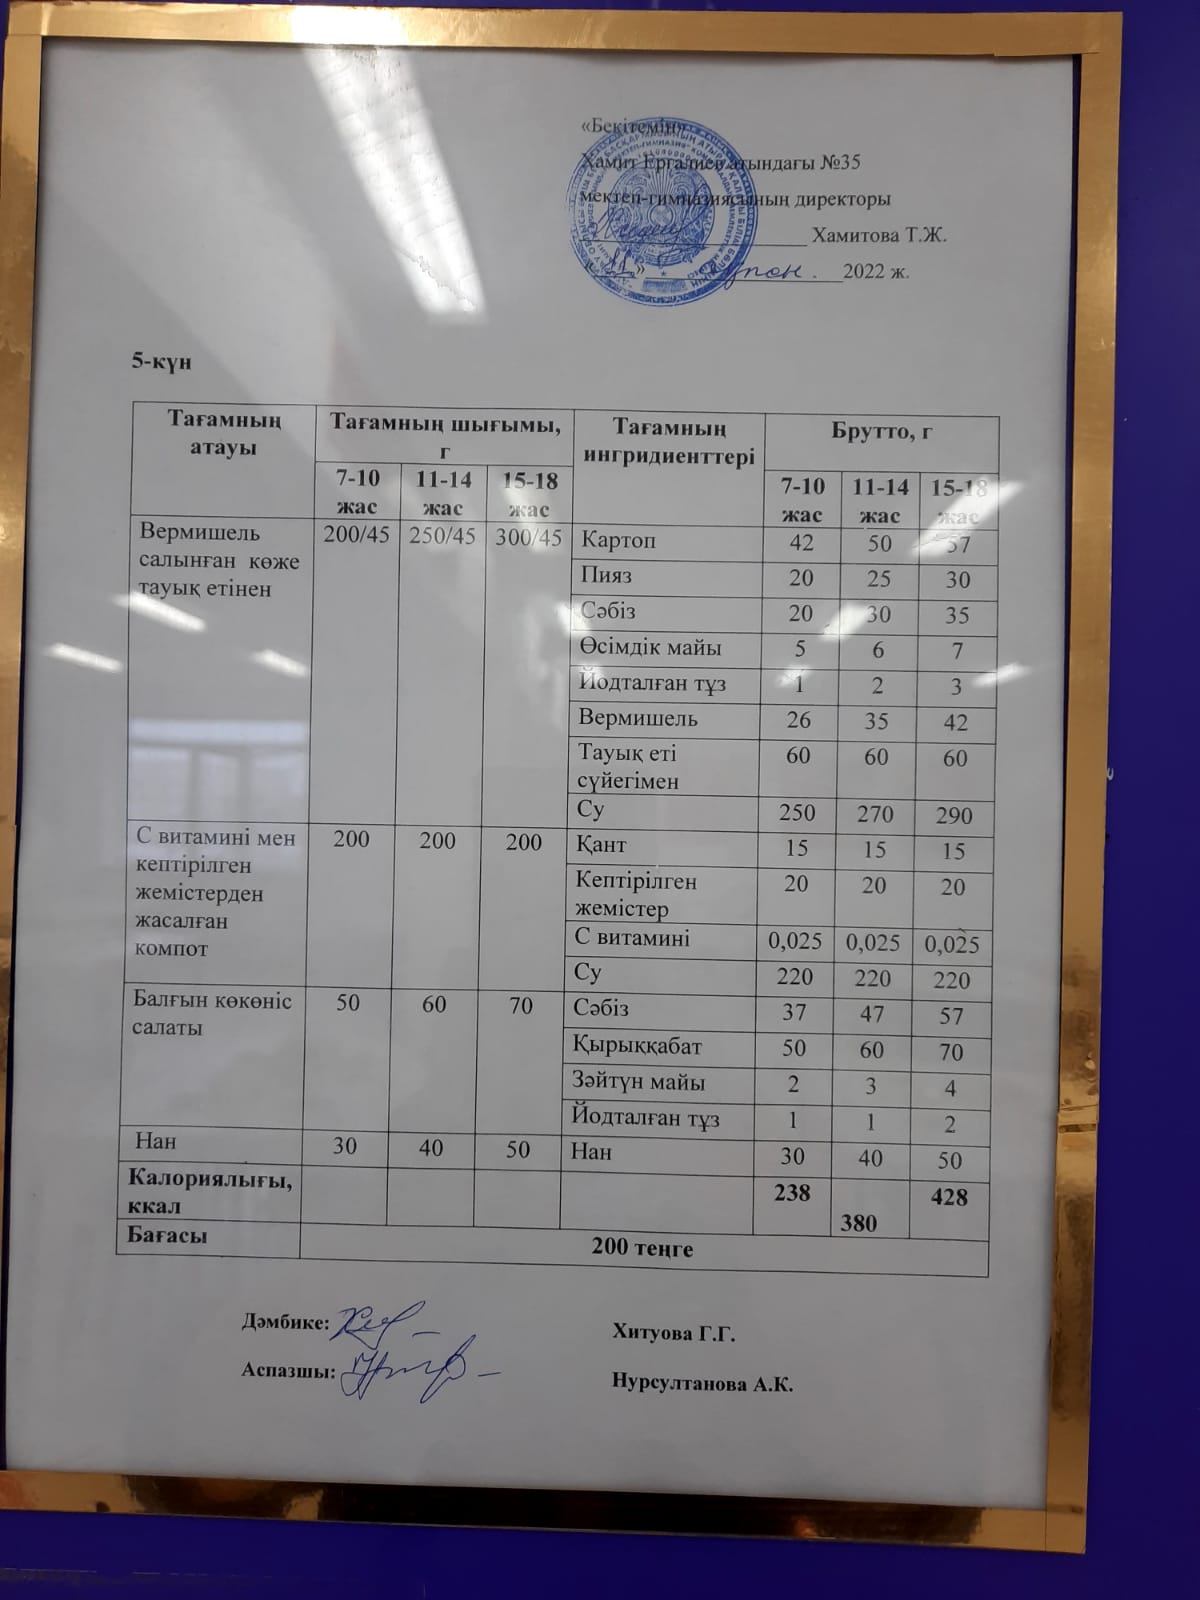 «Бекітемін»
Хамит Ерғалиев атындағы №35
мектеп-гимназиясының директоры
Хамитова Т.Ж.
2022 ж.
5-күн
Тағамның атауы | Тағамның шығымы, г | Тағамның ингридиенттері | Брутто, г
7-10 жас | 11-14 жас | 15-18 жас | 7-10 жас | 11-14 жас | 15-18 жас
Вермишель салынған көже тауық етінен | 200/45 | 250/45 | 300/45 | Картоп | 42 | 50 | 57
Пияз | 20 | 25 | 30
Сәбіз | 20 | 30 | 35
Өсімдік майы | 5 | 6 | 7
Йодталған тұз | 1 | 2 | 3
Вермишель | 26 | 35 | 42
Тауық еті сүйегімен | 60 | 60 | 60
Су | 250 | 270 | 290
С витаминi мен кептірілген жемістерден жасалған компот | 200 | 200 | 200 | Қант | 15 | 15 | 15
Кептірілген жемістер | 20 | 20 | 20
С витамині | 0,025 | 0,025 | 0,025
Су | 220 | 220 | 220
Балғын көкөніс салаты | 50 | 60 | 70 | Сәбіз | 37 | 47 | 57
Қырыққабат | 50 | 60 | 70
Зәйтүн майы | 2 | 3 | 4
Йодталған тұз | 1 | 1 | 2
Нан | 30 | 40 | 50 | Нан | 30 | 40 | 50
Калориялығы, ккал | 238 | 380 | 428
Бағасы | 200 теңге
Дәмбике: Хитуова Г.Г.
Аспазшы: Нурсултанова А.К.